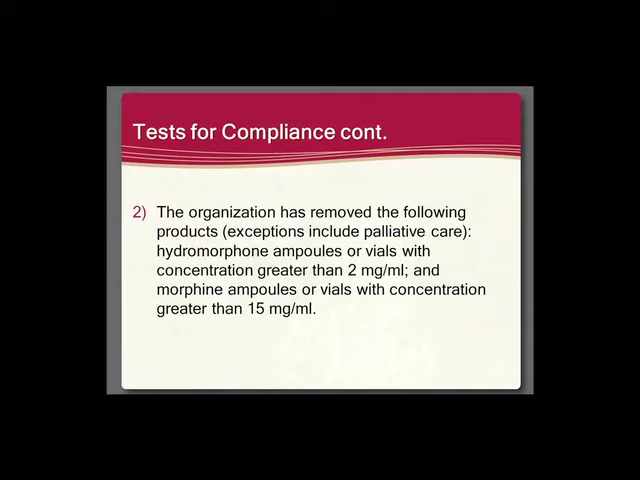 Tests for Compliance cont.
2) The organization has removed the following
products (exceptions include palliative care):
hydromorphone ampoules or vials with
concentration greater than 2 mg/ml; and
morphine ampoules or vials with concentration
greater than 15 mg/ml.